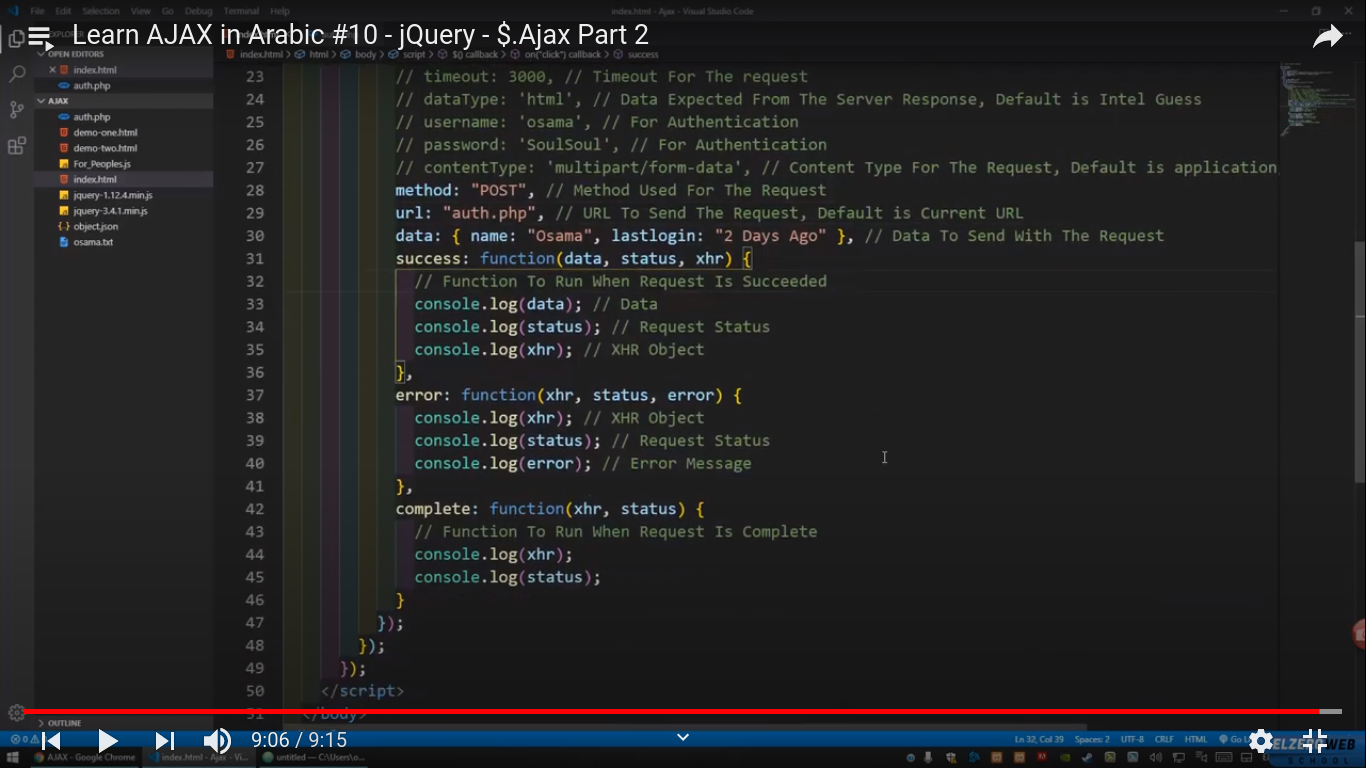 File Edit Selection View Go Debug Terminal Help
index.html - Ajax - Visual Studio Code
Learn AJAX in Arabic #10 - jQuery - $.Ajax Part 2
OPEN EDITORS
index.html
auth.php
AJAX
auth.php
demo-one.html
demo-two.html
For_Peoples.js
index.html
jquery-1.12.4.min.js
jquery-3.4.1.min.js
object.json
osama.txt
OUTLINE
index.html > html > body > script > $() callback > on("click") callback > success
23 // timeout: 3000, // Timeout For The request
24 // dataType: 'html', // Data Expected From The Server Response, Default is Intel Guess
25 // username: 'osama', // For Authentication
26 // password: 'SoulSoul', // For Authentication
27 // contentType: 'multipart/form-data', // Content Type For The Request, Default is application
28 method: "POST", // Method Used For The Request
29 url: "auth.php", // URL To Send The Request, Default is Current URL
30 data: { name: "Osama", lastlogin: "2 Days Ago" }, // Data To Send With The Request
31 success: function(data, status, xhr) {
32 // Function To Run When Request Is Succeeded
33 console.log(data); // Data
34 console.log(status); // Request Status
35 console.log(xhr); // XHR Object
36 },
37 error: function(xhr, status, error) {
38 console.log(xhr); // XHR Object
39 console.log(status); // Request Status
40 console.log(error); // Error Message
41 },
42 complete: function(xhr, status) {
43 // Function To Run When Request Is Complete
44 console.log(xhr);
45 console.log(status);
46 }
47 });
48 });
49 });
50 </script>
51 </body>
9:06 / 9:15
Ln 32, Col 39 Spaces: 2 UTF-8 CRLF HTML
AJAX - Google Chrome
index.html - Ajax - Vi...
untitled — C:\Users\o...
ELZERO WEB
SCHOOL